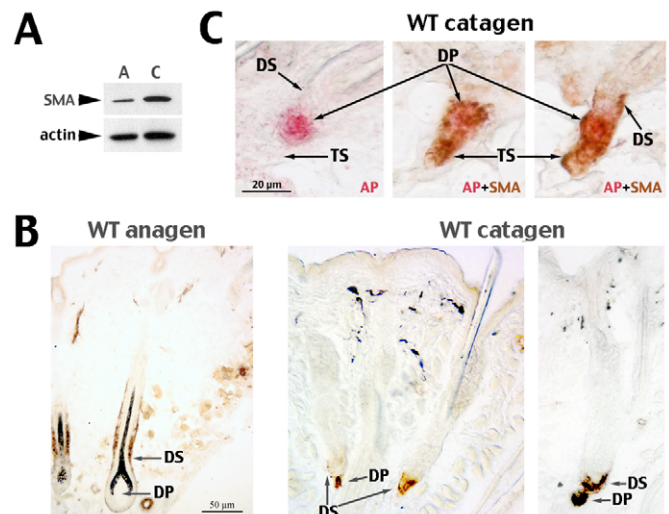 A
A C
SMA
actin
C
WT catagen
DS
DP
TS
20 µm
AP
TS
AP+SMA
DS
AP+SMA
B
WT anagen
WT catagen
DS
DP
50 µm
DP
DS
DS
DP